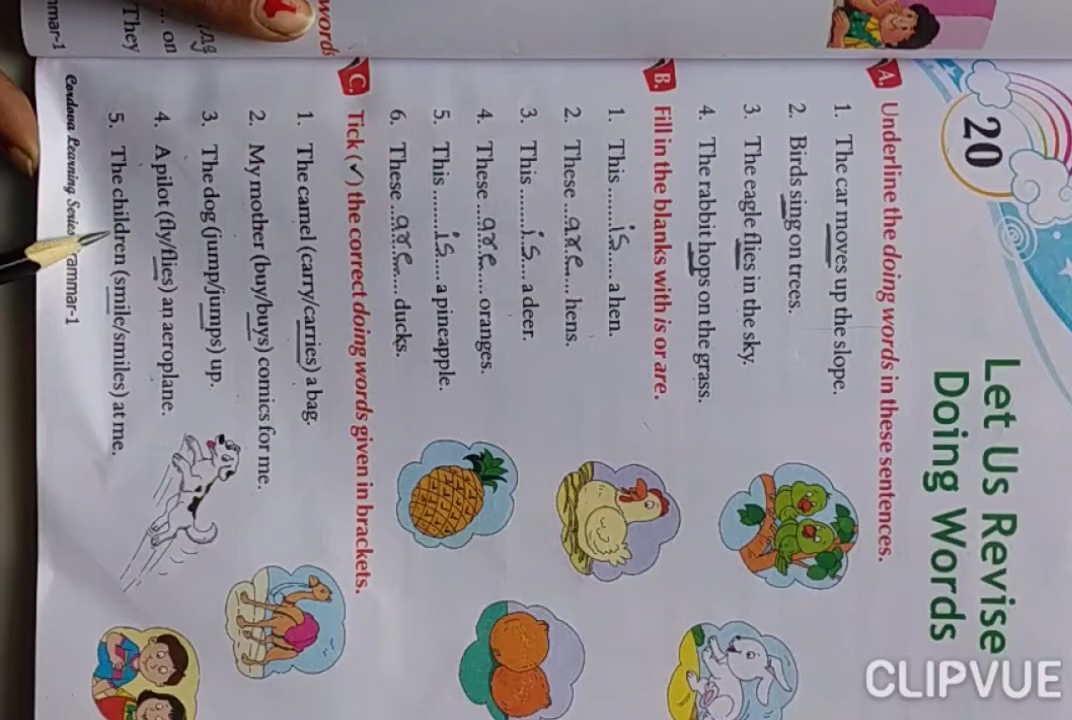 20
Let Us Revise
Doing Words
A. Underline the doing words in these sentences.
1. The car moves up the slope.
2. Birds sing on trees.
3. The eagle flies in the sky.
4. The rabbit hops on the grass.
B. Fill in the blanks with is or are.
1. This ........is..... a hen.
2. These ...are.... hens.
3. This ........is.... a deer.
4. These ...are..... oranges.
5. This ........is.... a pineapple.
6. These ...are..... ducks.
C. Tick (✓) the correct doing words given in brackets.
1. The camel (carry/carries) a bag.
2. My mother (buy/buys) comics for me.
3. The dog (jump/jumps) up.
4. A pilot (fly/flies) an aeroplane.
5. The children (smile/smiles) at me.
Cordova Learning Series
words
... on
They
CLIPVUE